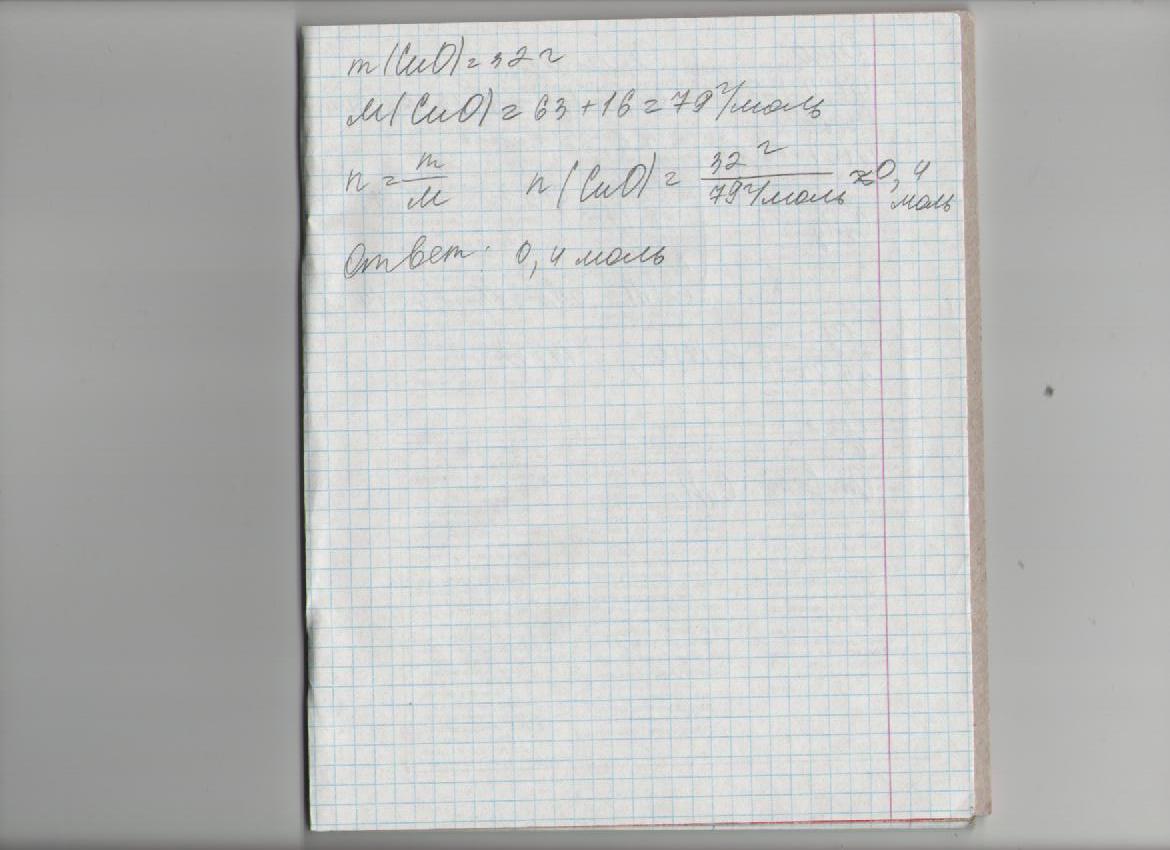 m(CuO)=32 г
M(CuO)=63+16=79 г/моль
n=m/M n(CuO)=32 г/79 г/моль≈0,4 моль
Ответ: 0,4 моль